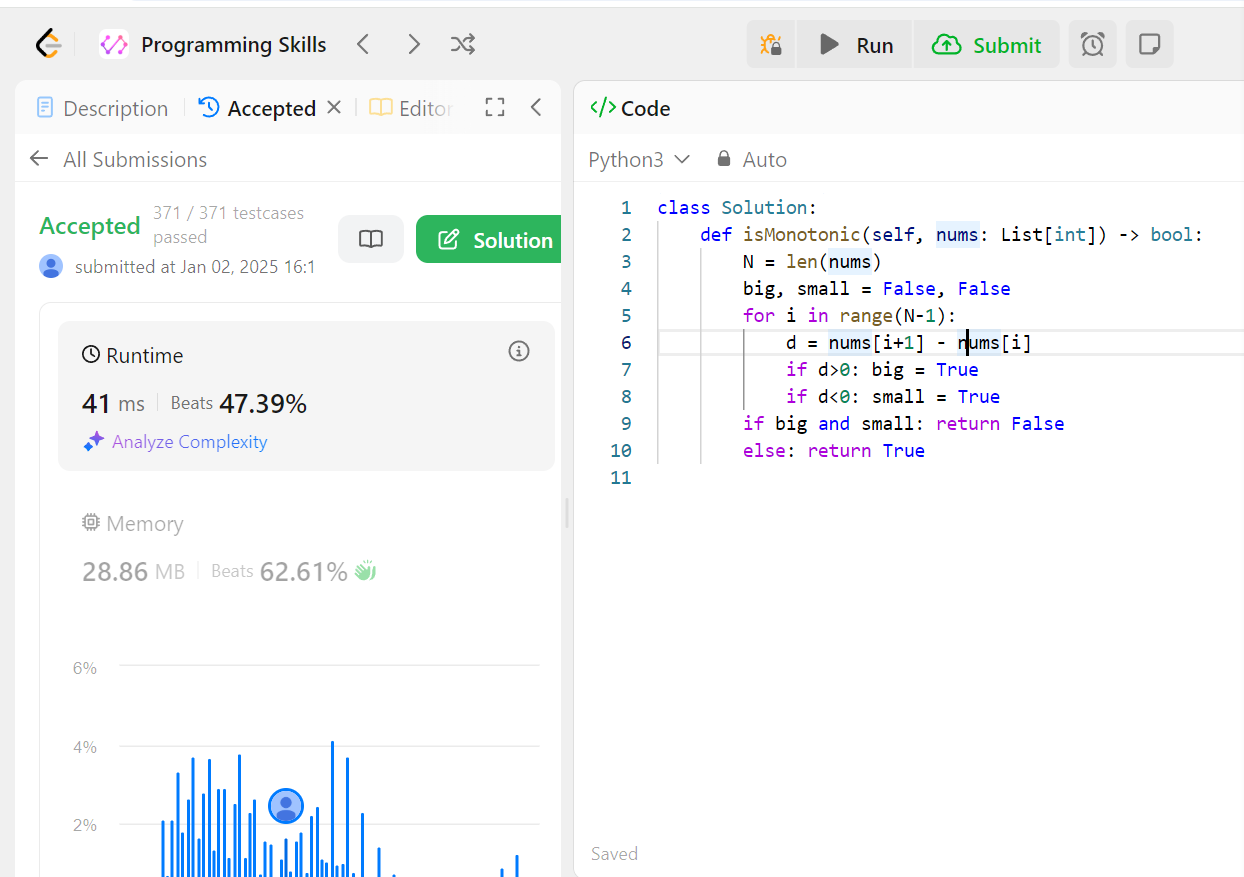 Programming Skills
Run
Submit
Description
Accepted
Editor
All Submissions
Accepted
371 / 371 testcases
passed
submitted at Jan 02, 2025 16:1
Solution
Runtime
41 ms
Beats 47.39%
Analyze Complexity
Memory
28.86 MB
Beats 62.61%
6%
4%
2%
</> Code
Python3
Auto
1 class Solution:
2     def isMonotonic(self, nums: List[int]) -> bool:
3         N = len(nums)
4         big, small = False, False
5         for i in range(N-1):
6             d = nums[i+1] - nums[i]
7             if d>0: big = True
8             if d<0: small = True
9         if big and small: return False
10         else: return True
11
Saved